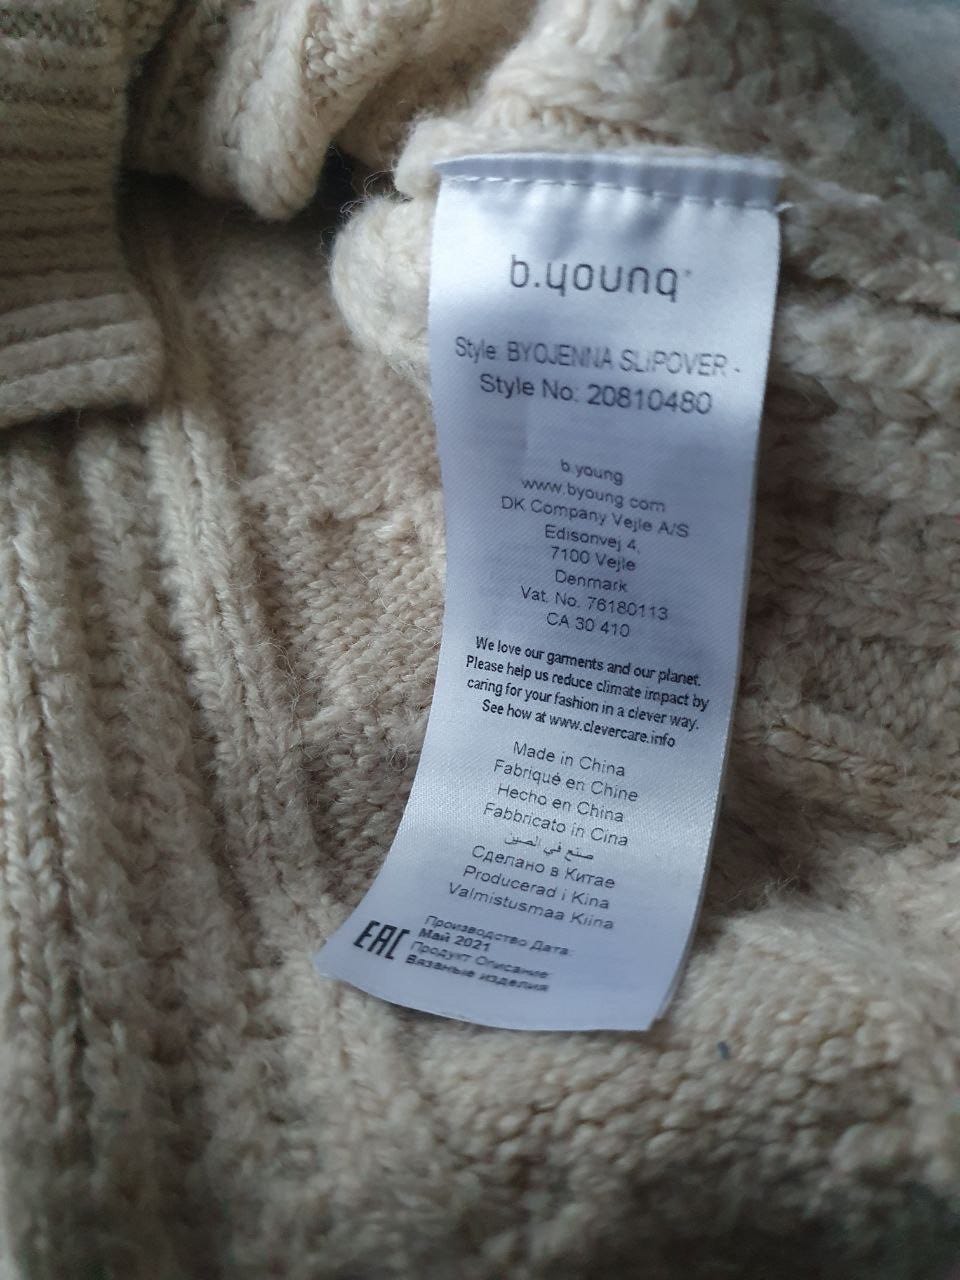 b.young
Style: BYOJENNA SLIPOVER -
Style No: 20810480
b.young
www.byoung.com
DK Company Vejle A/S
Edisonvej 4,
7100 Vejle
Denmark
Vat. No. 76180113
CA 30 410
We love our garments and our planet.
Please help us reduce climate impact by
caring for your fashion in a clever way.
See how at www.clevercare.info
Made in China
Fabriqué en Chine
Hecho en China
Fabbricato in Cina
صنع في الصين
Сделано в Китае
Producerad i Kina
Valmistusmaa Kiina
EAC
Производство Дата:
Май 2021
Продукт Описание:
Вязаные изделия